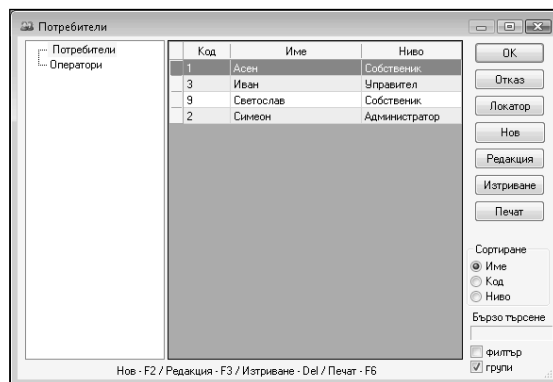 Потребители
Потребители
Оператори
Код Име Ниво
1 Асен Собственик
3 Иван Управител
9 Светослав Собственик
2 Симеон Администратор
OK
Отказ
Локатор
Нов
Редакция
Изтриване
Печат
Сортиране
Име
Код
Ниво
Бързо търсене
филтър
групи
Нов - F2 / Редакция - F3 / Изтриване - Del / Печат - F6